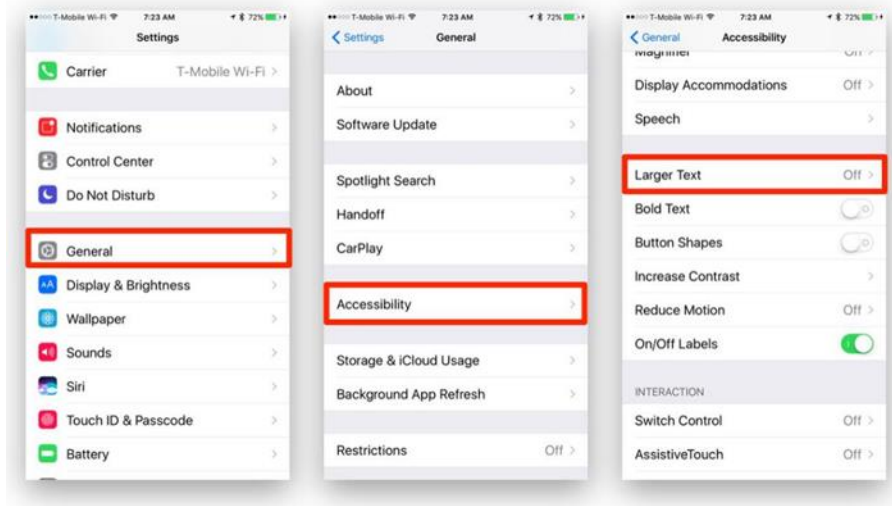 T-Mobile Wi-Fi 7:23 AM 72%
Settings
Carrier T-Mobile Wi-Fi >
Notifications >
Control Center >
Do Not Disturb >
General >
AA Display & Brightness >
Wallpaper >
Sounds >
Siri >
Touch ID & Passcode >
Battery >
T-Mobile Wi-Fi 7:23 AM 72%
< Settings General
About >
Software Update >
Spotlight Search >
Handoff >
CarPlay >
Accessibility >
Storage & iCloud Usage >
Background App Refresh >
Restrictions Off >
T-Mobile Wi-Fi 7:23 AM 72%
< General Accessibility
Magnifier Off >
Display Accommodations Off >
Speech >
Larger Text Off >
Bold Text
Button Shapes
Increase Contrast >
Reduce Motion Off >
On/Off Labels
INTERACTION
Switch Control Off >
AssistiveTouch Off >